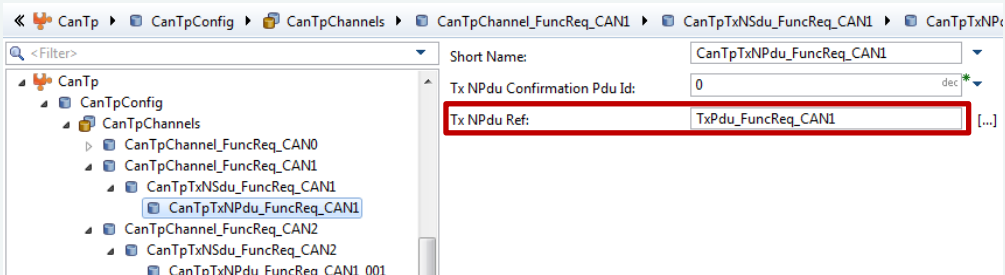 « CanTp CanTpConfig CanTpChannels CanTpChannel_FuncReq_CAN1 CanTpTxNSdu_FuncReq_CAN1
<Filter>
CanTp
CanTpConfig
CanTpChannels
CanTpChannel_FuncReq_CAN0
CanTpChannel_FuncReq_CAN1
CanTpTxNSdu_FuncReq_CAN1
CanTpTxNPdu_FuncReq_CAN1
CanTpChannel_FuncReq_CAN2
CanTpTxNSdu_FuncReq_CAN2
CanTpTxNPdu_FuncReq_CAN1_001
Short Name: CanTpTxNPdu_FuncReq_CAN1
Tx NPdu Confirmation Pdu Id: 0 dec *
Tx NPdu Ref: TxPdu_FuncReq_CAN1 [...]